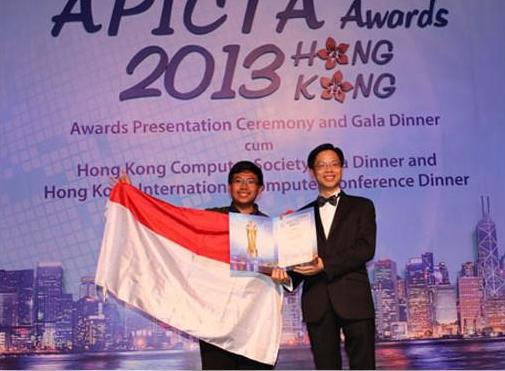 APICTA Awards
2013 HONG
KONG
Awards Presentation Ceremony and Gala Dinner
cum
Hong Kong Computer Society Dinner and
Hong Kong International Computer Conference Dinner